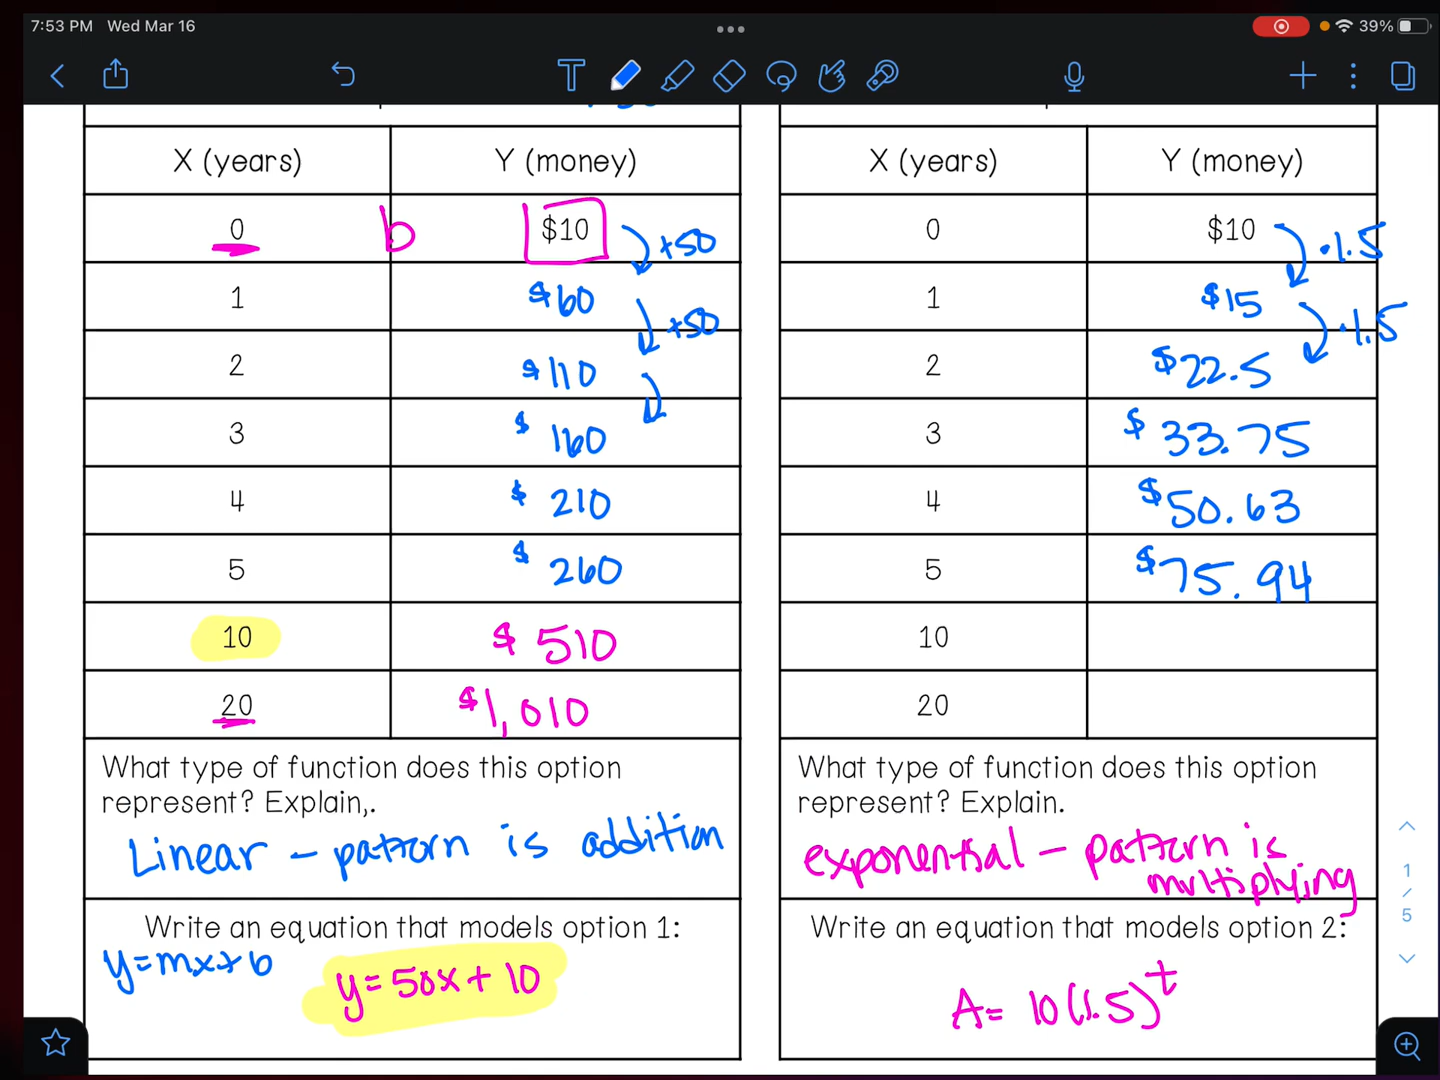 7:53 PM Wed Mar 16
39%
T
X (years) Y (money)
0 b $10 +50
1 $60 +50
2 $110
3 $160
4 $210
5 $260
10 $510
20 $1,010
What type of function does this option
represent? Explain,.
Linear – pattern is addition
Write an equation that models option 1:
y=mx+b
y=50x+10
X (years) Y (money)
0 $10 ·1.5
1 $15 ·1.5
2 $22.5
3 $33.75
4 $50.63
5 $75.94
10
20
What type of function does this option
represent? Explain.
exponential – pattern is
multiplying
Write an equation that models option 2:
A= 10(1.5)^t
1
/
5